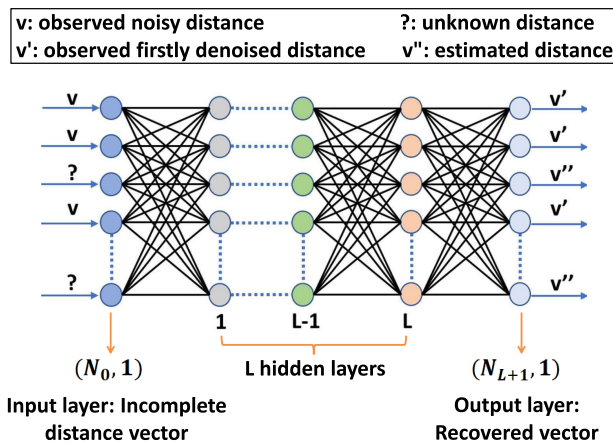 v: observed noisy distance ?: unknown distance
v': observed firstly denoised distance v": estimated distance
v v'
v v'
? v''
v v'
? v''
1 L-1 L
(N₀, 1) L hidden layers (N_{L+1}, 1)
Input layer: Incomplete Output layer:
distance vector Recovered vector